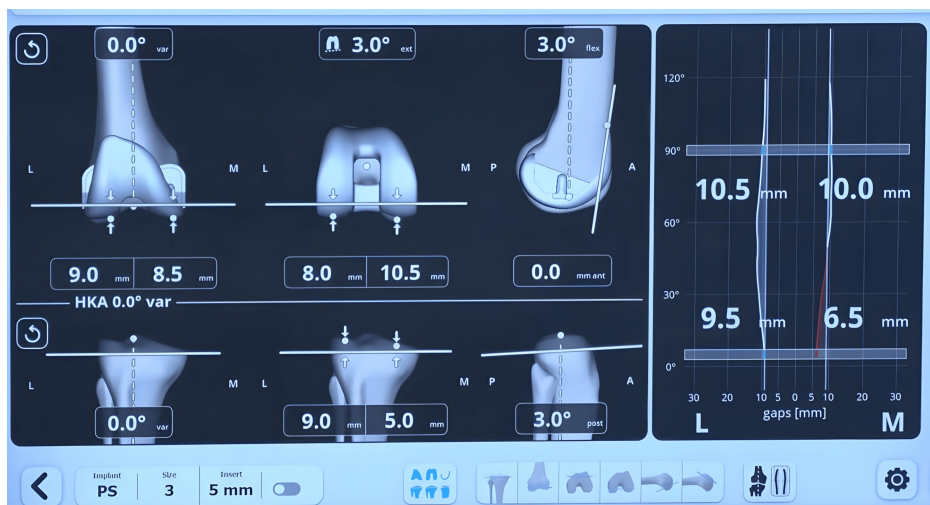 0.0° var
3.0° ext
3.0° flex
120°
90°
L M
L M
P A
10.5 mm 10.0 mm
60°
9.0 mm 8.5 mm
8.0 mm 10.5 mm
0.0 mm ant
HKA 0.0° var
30°
9.5 mm 6.5 mm
0°
L M
L M
P A
0.0° var
9.0 mm 5.0 mm
3.0° post
30 20 10 5 0 5 10 20 30
gaps [mm]
L M
Implant Size Insert
PS 3 5 mm